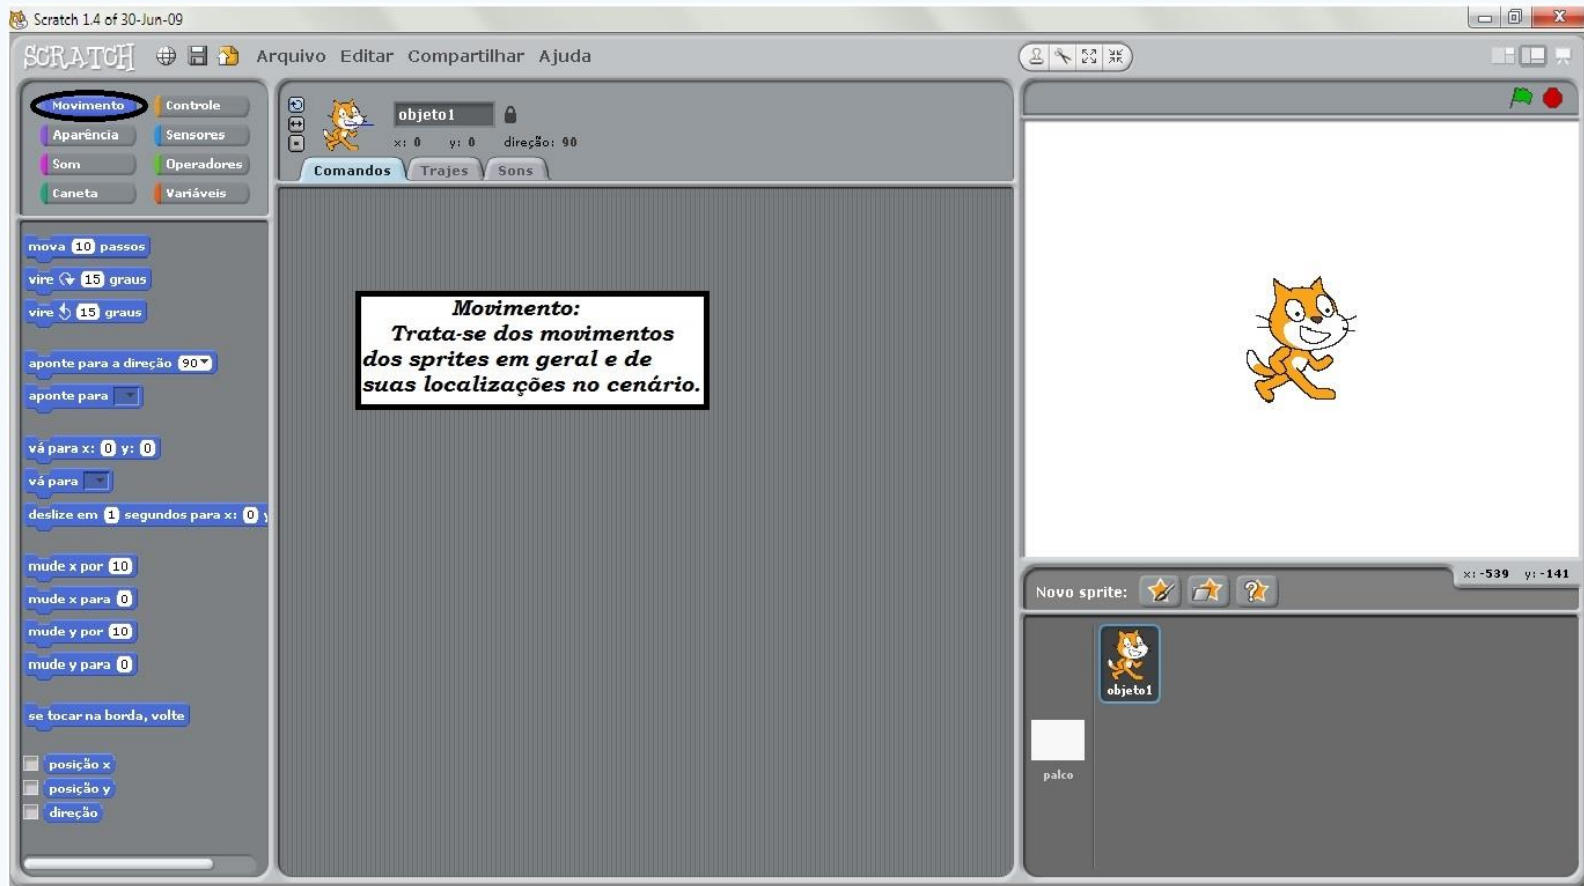 Scratch 1.4 of 30-Jun-09
SCRATCH Arquivo Editar Compartilhar Ajuda
Movimento Controle
Aparência Sensores
Som Operadores
Caneta Variáveis
mova 10 passos
vire 15 graus
vire 15 graus
aponte para a direção 90
aponte para
vá para x: 0 y: 0
vá para
deslize em 1 segundos para x: 0 y
mude x por 10
mude x para 0
mude y por 10
mude y para 0
se tocar na borda, volte
posição x
posição y
direção
objeto1
x: 0 y: 0 direção: 90
Comandos Trajes Sons
Movimento:
Trata-se dos movimentos
dos sprites em geral e de
suas localizações no cenário.
x: -539 y: -141
Novo sprite:
objeto1
palco